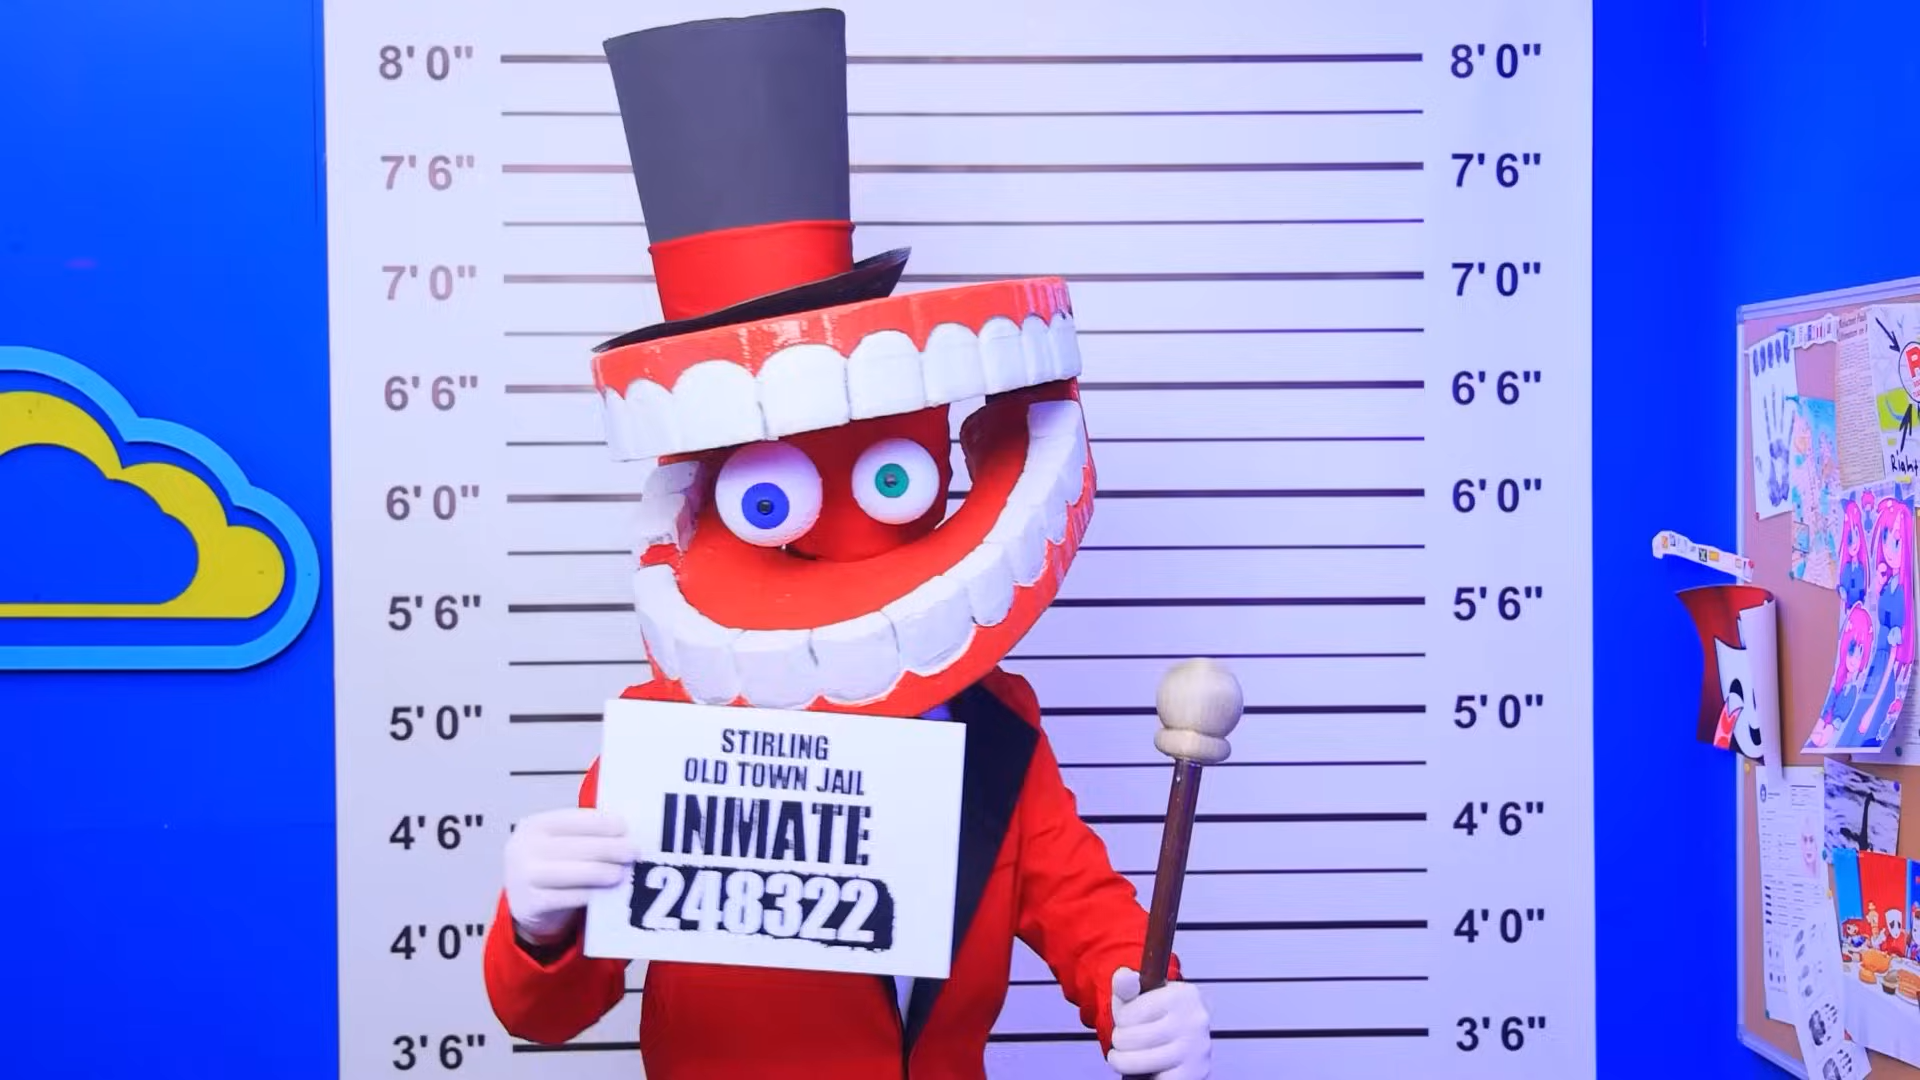 8'0" 8'0"
7'6" 7'6"
7'0" 7'0"
6'6" 6'6"
6'0" 6'0"
5'6" 5'6"
5'0" 5'0"
4'6" 4'6"
4'0" 4'0"
3'6" 3'6"
STIRLING
OLD TOWN JAIL
INMATE
248322
Right